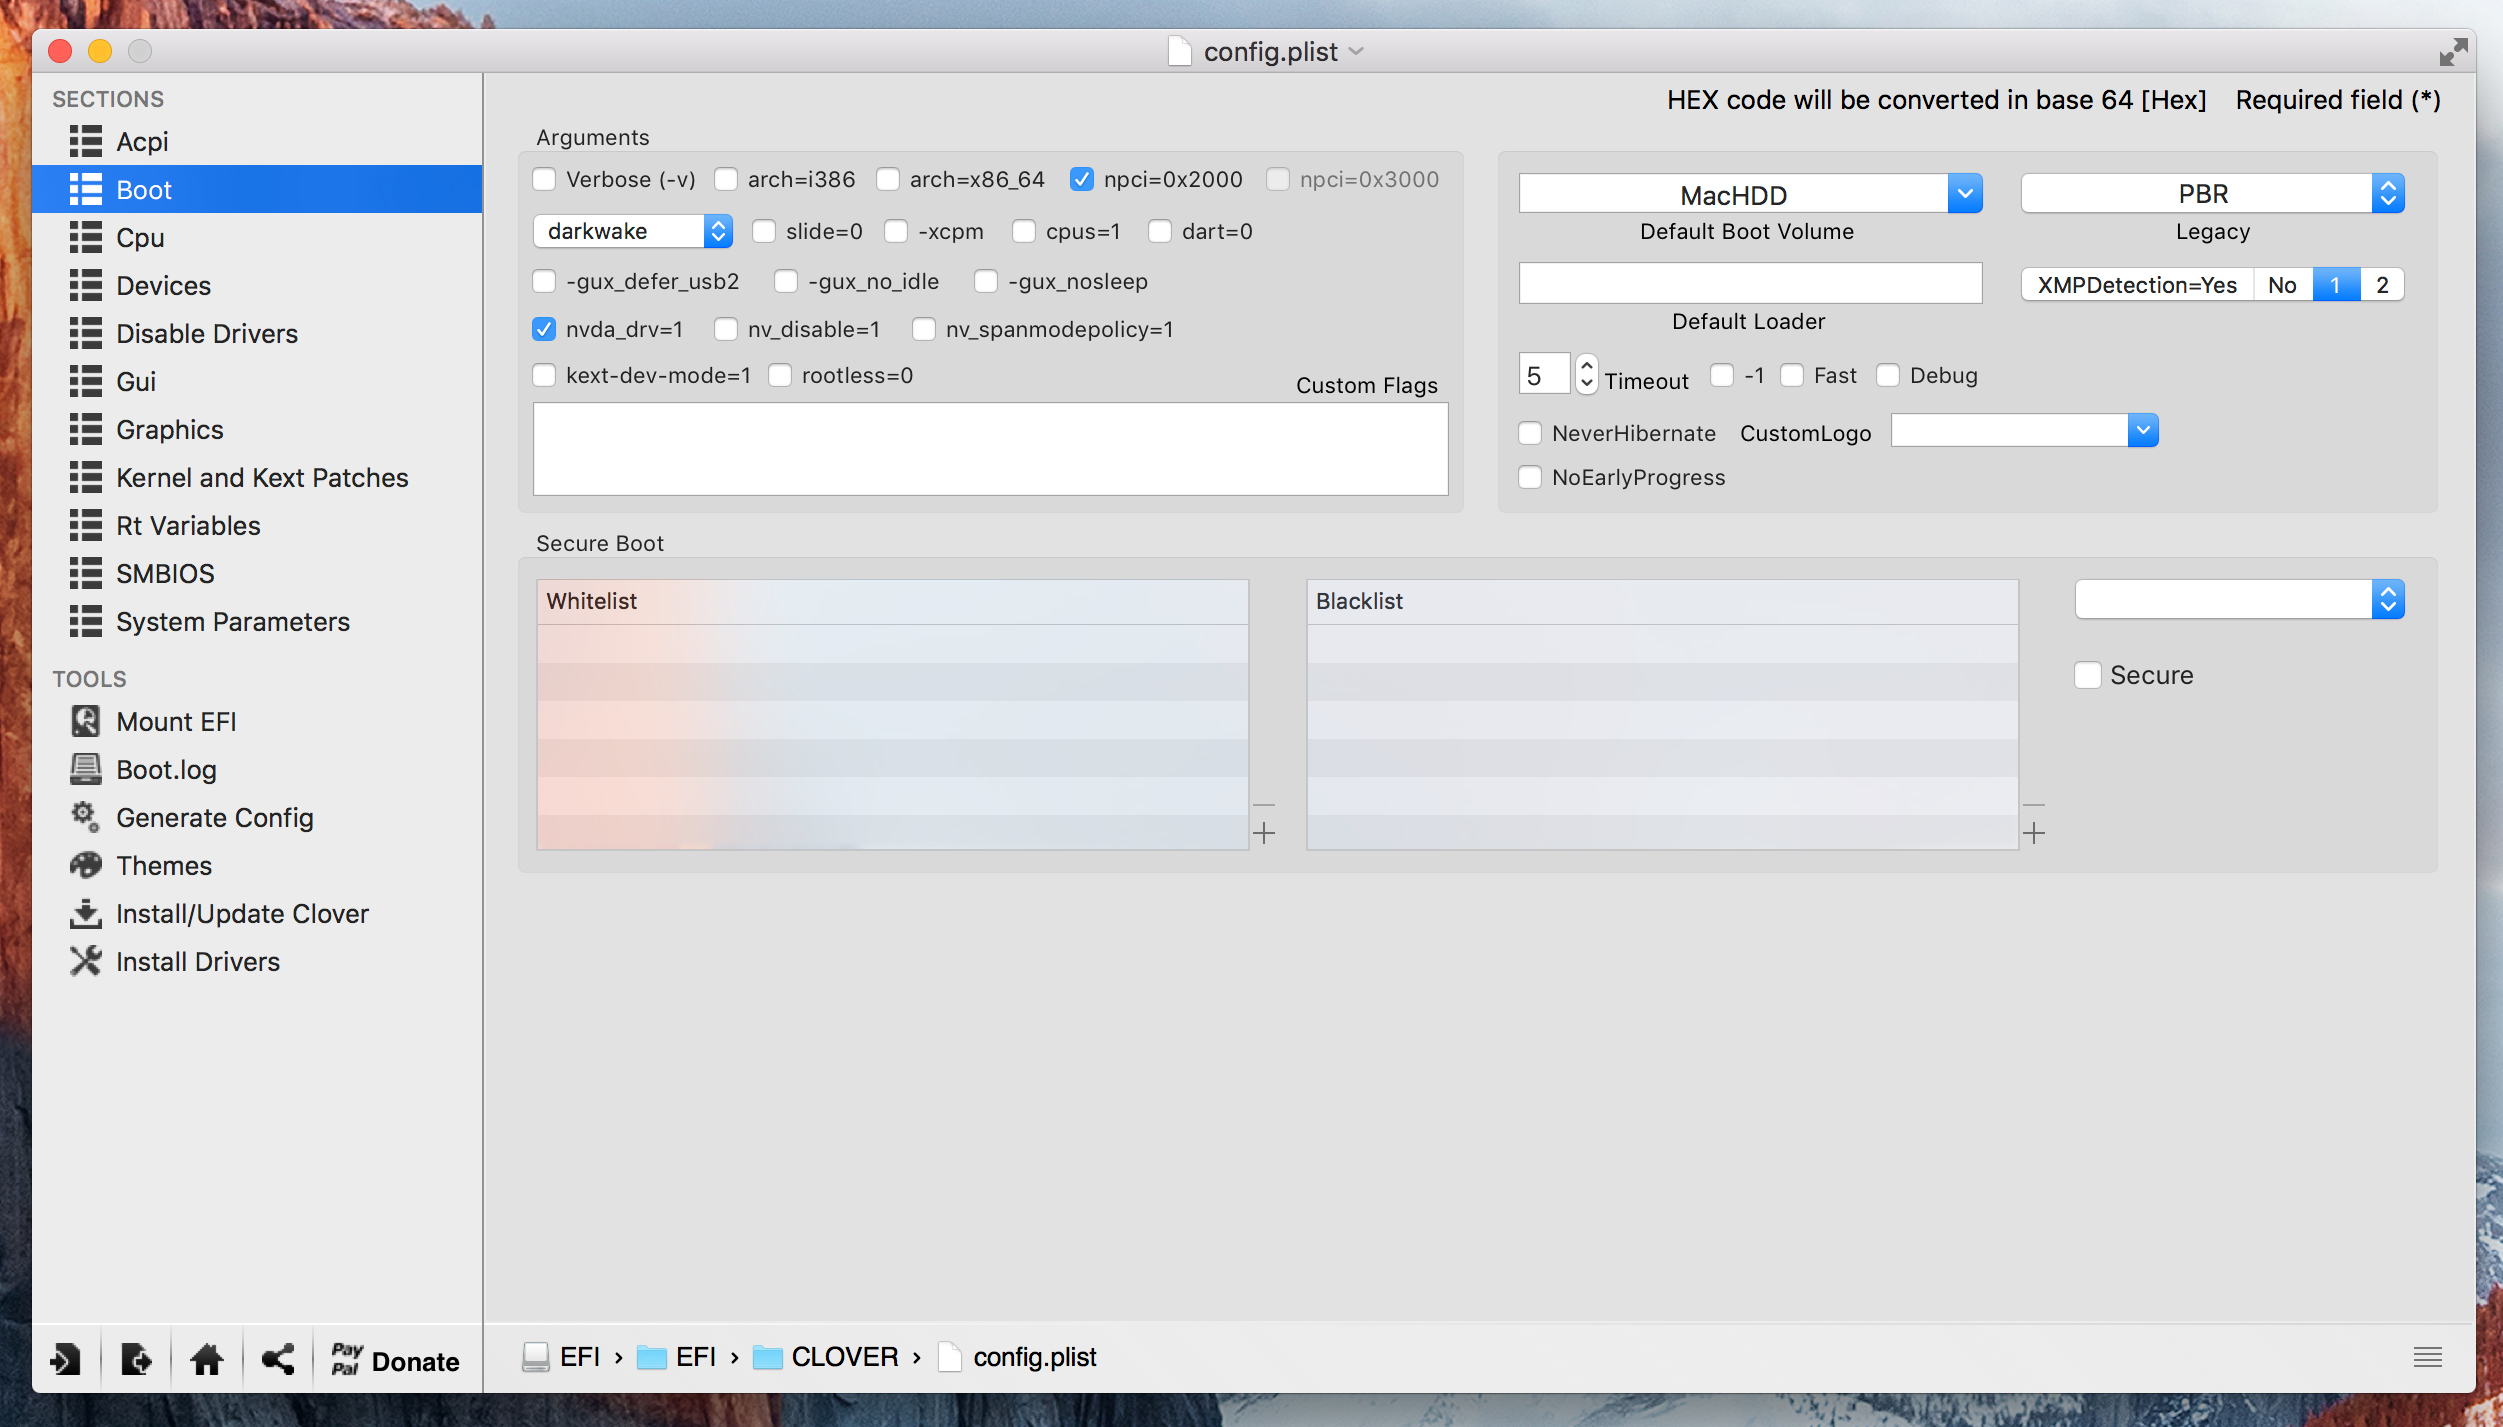 config.plist
SECTIONS
Acpi
Boot
Cpu
Devices
Disable Drivers
Gui
Graphics
Kernel and Kext Patches
Rt Variables
SMBIOS
System Parameters
TOOLS
Mount EFI
Boot.log
Generate Config
Themes
Install/Update Clover
Install Drivers
Pay
Pal Donate
HEX code will be converted in base 64 [Hex] Required field (*)
Arguments
Verbose (-v) arch=i386 arch=x86_64 npci=0x2000 npci=0x3000
darkwake slide=0 -xcpm cpus=1 dart=0
-gux_defer_usb2 -gux_no_idle -gux_nosleep
nvda_drv=1 nv_disable=1 nv_spanmodepolicy=1
kext-dev-mode=1 rootless=0
Custom Flags
MacHDD PBR
Default Boot Volume Legacy
XMPDetection=Yes No 1 2
Default Loader
5 Timeout -1 Fast Debug
NeverHibernate CustomLogo
NoEarlyProgress
Secure Boot
Whitelist Blacklist
Secure
EFI › EFI › CLOVER › config.plist